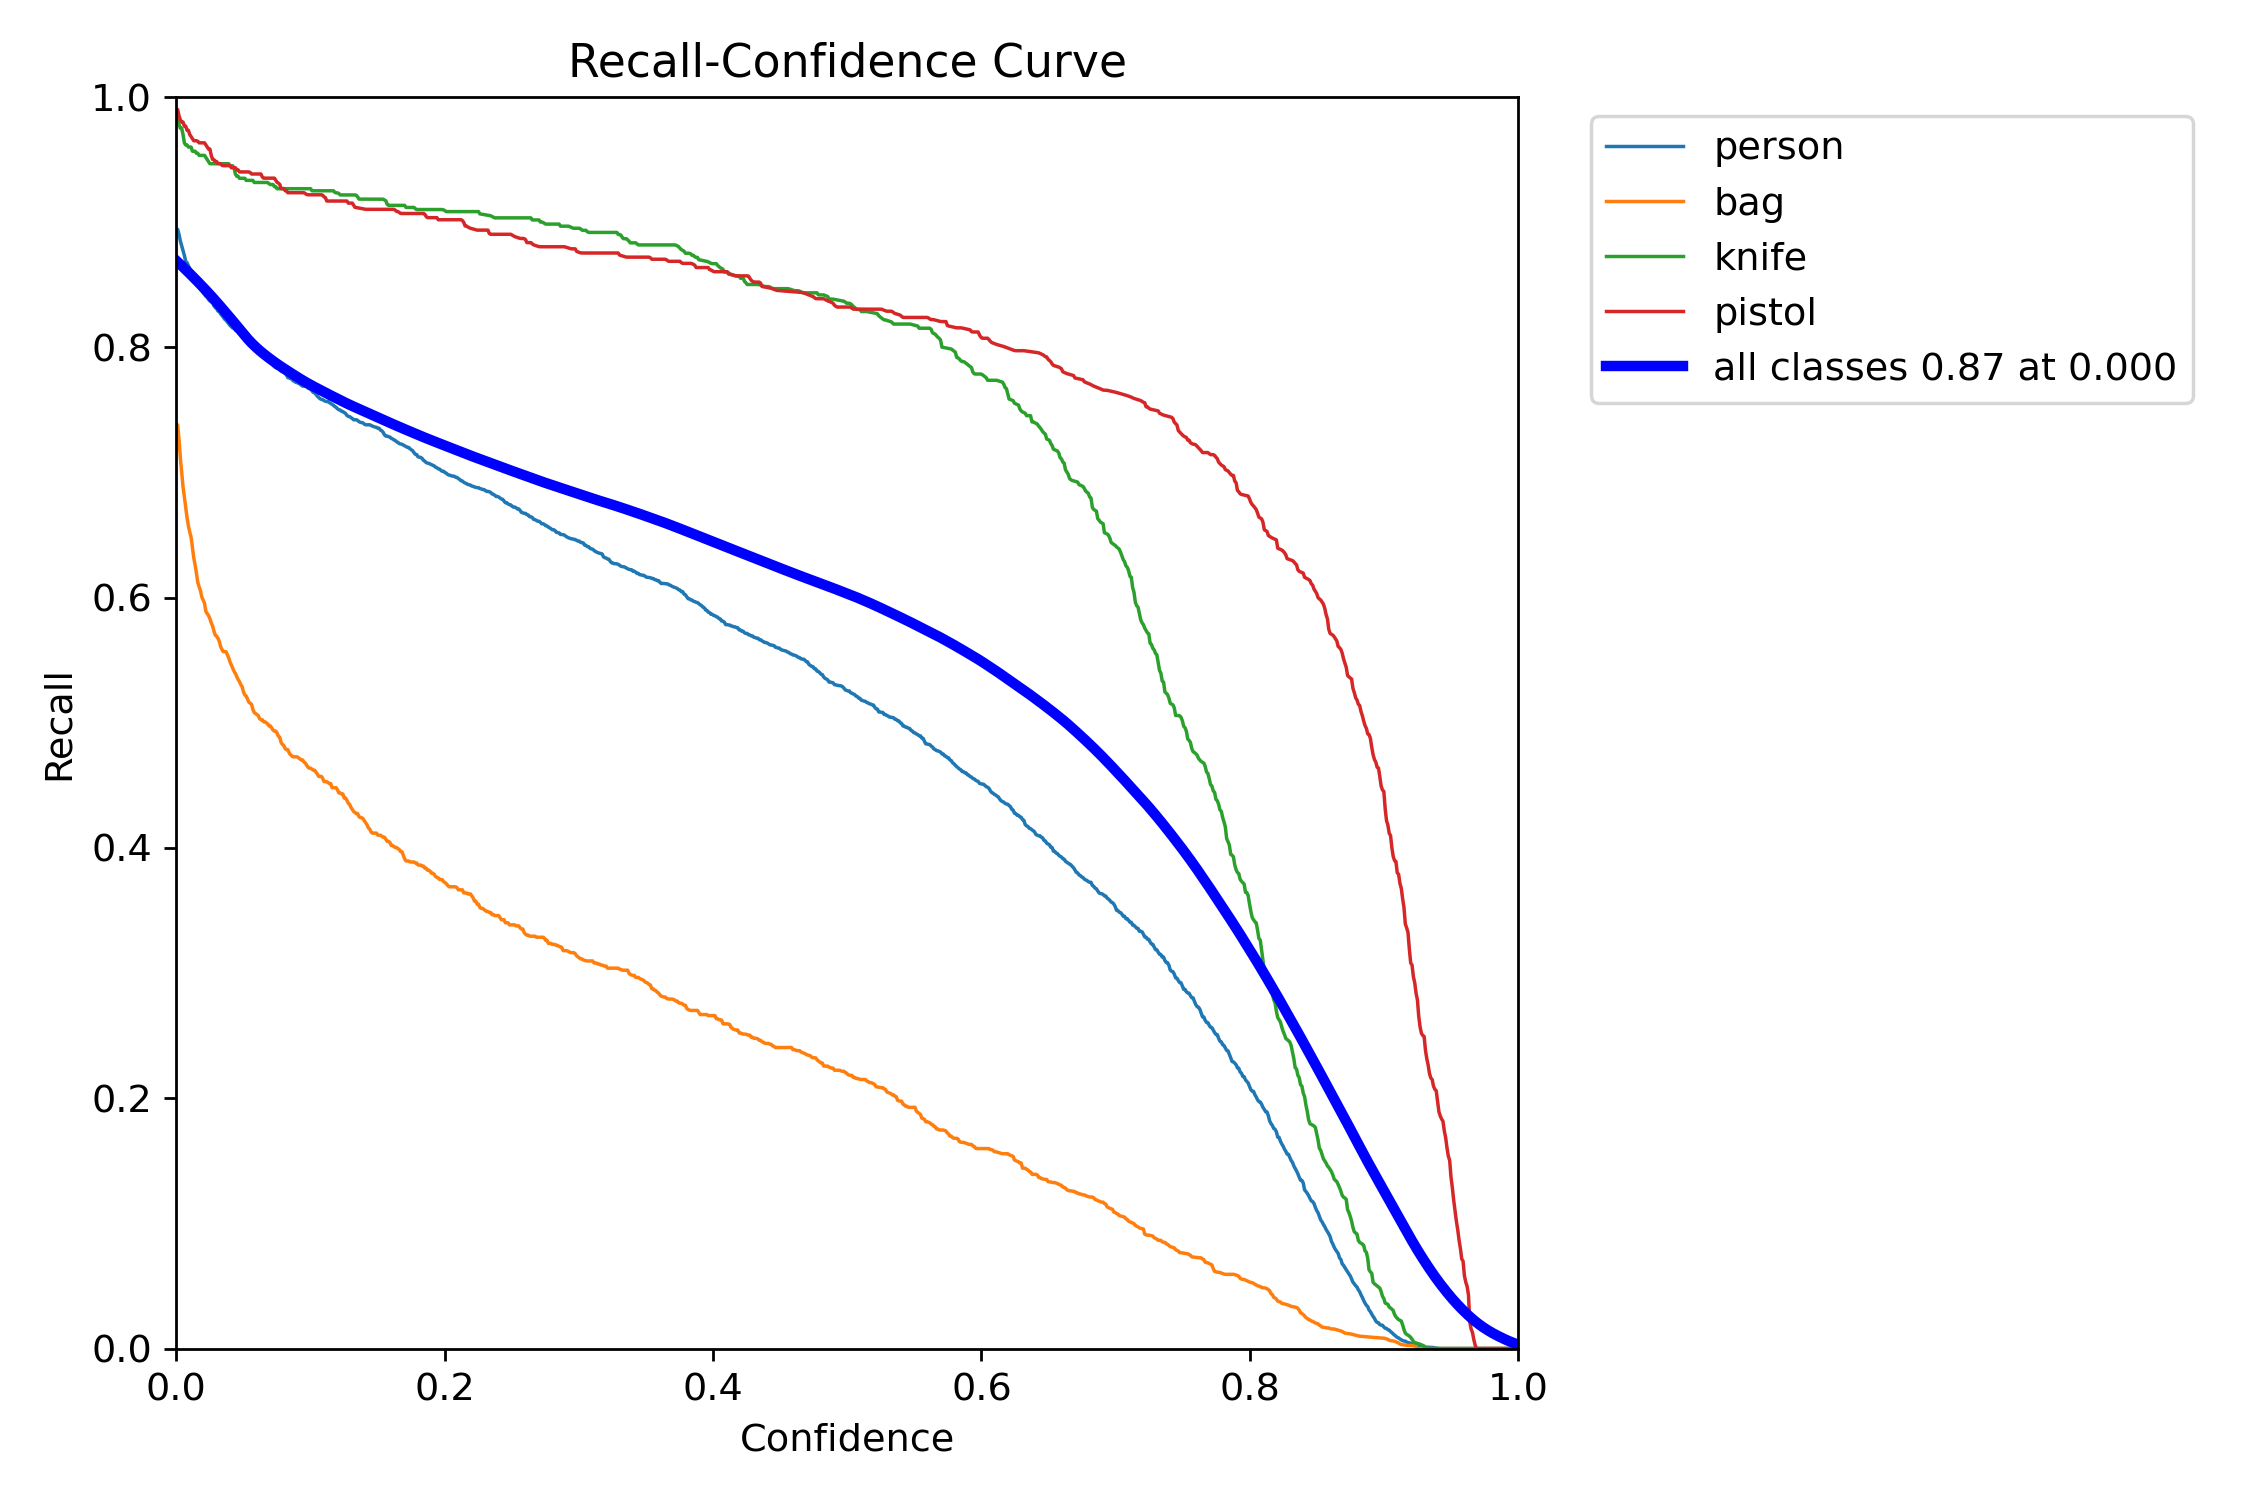 Recall-Confidence Curve
1.0
0.8
0.6
0.4
0.2
0.0
Recall
0.0 0.2 0.4 0.6 0.8 1.0
Confidence
person
bag
knife
pistol
all classes 0.87 at 0.000